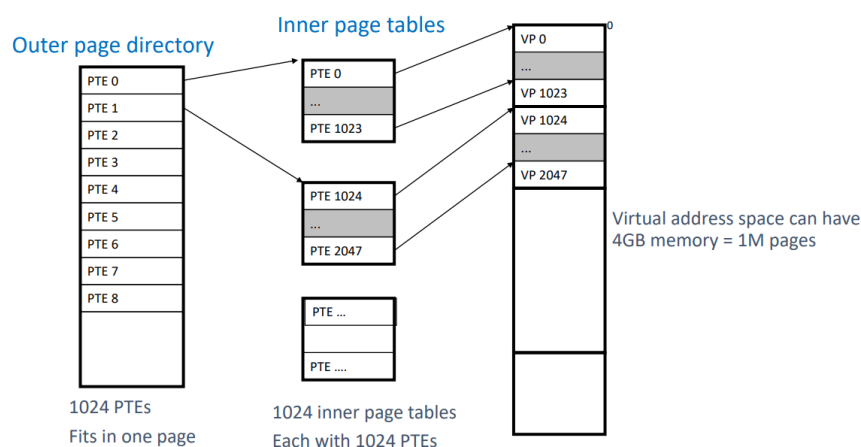 Outer page directory
PTE 0
PTE 1
PTE 2
PTE 3
PTE 4
PTE 5
PTE 6
PTE 7
PTE 8
1024 PTEs
Fits in one page
Inner page tables
PTE 0
...
PTE 1023
PTE 1024
...
PTE 2047
PTE ...
PTE ....
1024 inner page tables
Each with 1024 PTEs
0
VP 0
...
VP 1023
VP 1024
...
VP 2047
Virtual address space can have
4GB memory = 1M pages